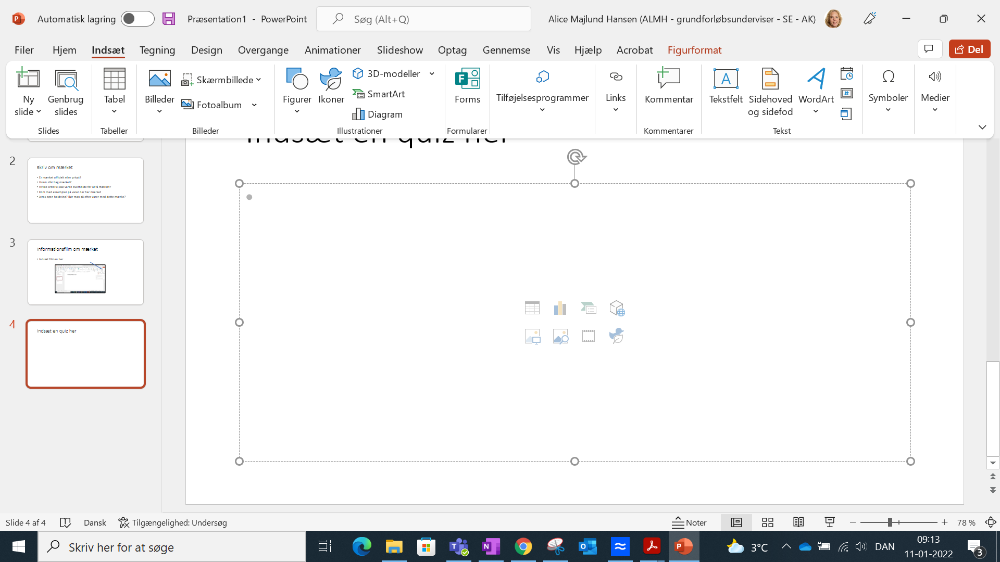 Automatisk lagring Præsentation1 - PowerPoint Søg (Alt+Q) Alice Majlund Hansen (ALMH - grundforløbsunderviser - SE - AK)
Filer Hjem Indsæt Tegning Design Overgange Animationer Slideshow Optag Gennemse Vis Hjælp Acrobat Figurformat Del
Ny slide
Genbrug slides
Slides
Tabel
Tabeller
Billeder
Skærmbillede
Fotoalbum
Billeder
Figurer
Ikoner
3D-modeller
SmartArt
Diagram
Illustrationer
Forms
Formularer
Tilføjelsesprogrammer
Links
Kommentar
Kommentarer
Tekstfelt
Sidehoved og sidefod
WordArt
Tekst
Symboler
Medier
2
Skriv om mærket
• Er mærket officielt eller privat?
• Hvem står bag mærket?
• Hvilke kriterie skal varen overholde for at få mærket?
• Kom med eksempler på varer der har mærket
• Jeres egen holdning? Bør man gå efter varer med dette mærke?
3
Informationsfilm om mærket
• Indsæt filmen her
4
Indsæt en quiz her
Indsæt en quiz her
Slide 4 af 4 Dansk Tilgængelighed: Undersøg Noter 78 %
Skriv her for at søge 3°C DAN 09:13
11-01-2022 3